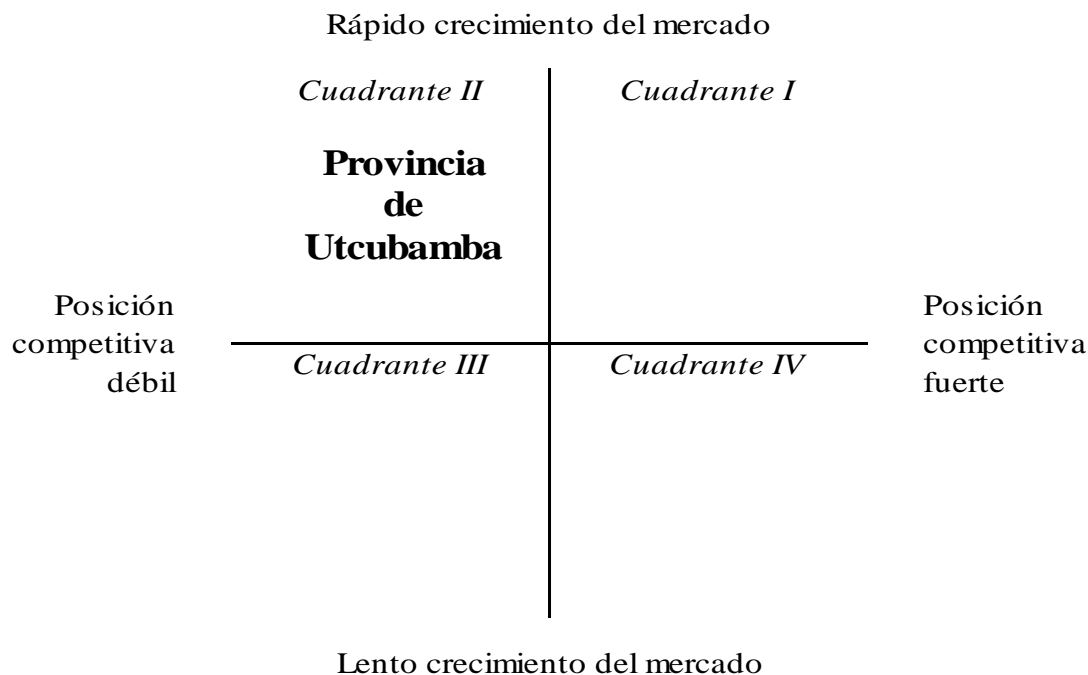 Rápido crecimiento del mercado
Cuadrante II
Cuadrante I
Provincia
de
Utcubamba
Posición
competitiva
débil
Posición
competitiva
fuerte
Cuadrante III
Cuadrante IV
Lento crecimiento del mercado